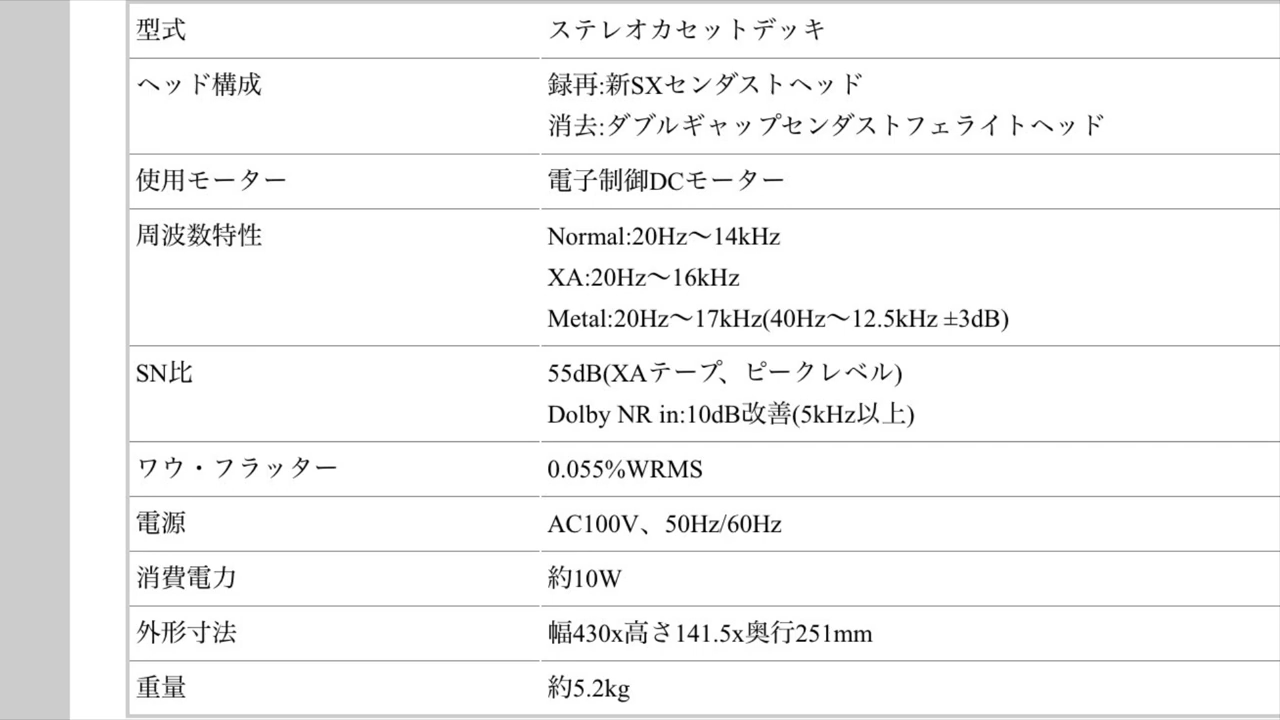 型式 ステレオカセットデッキ
ヘッド構成 録再:新SXセンダストヘッド
消去:ダブルギャップセンダストフェライトヘッド
使用モーター 電子制御DCモーター
周波数特性 Normal:20Hz〜14kHz
XA:20Hz〜16kHz
Metal:20Hz〜17kHz(40Hz〜12.5kHz ±3dB)
SN比 55dB(XAテープ、ピークレベル)
Dolby NR in:10dB改善(5kHz以上)
ワウ・フラッター 0.055%WRMS
電源 AC100V、50Hz/60Hz
消費電力 約10W
外形寸法 幅430x高さ141.5x奥行251mm
重量 約5.2kg